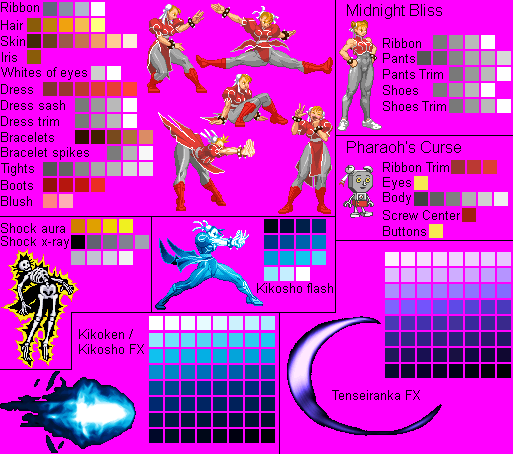 Ribbon
Hair
Skin
Iris
Whites of eyes
Dress
Dress sash
Dress trim
Bracelets
Bracelet spikes
Tights
Boots
Blush
Midnight Bliss
Ribbon
Pants
Pants Trim
Shoes
Shoes Trim
Pharaoh's Curse
Ribbon Trim
Eyes
Body
Screw Center
Buttons
Shock aura
Shock x-ray
Kikosho flash
Kikoken /
Kikosho FX
Tenseiranka FX